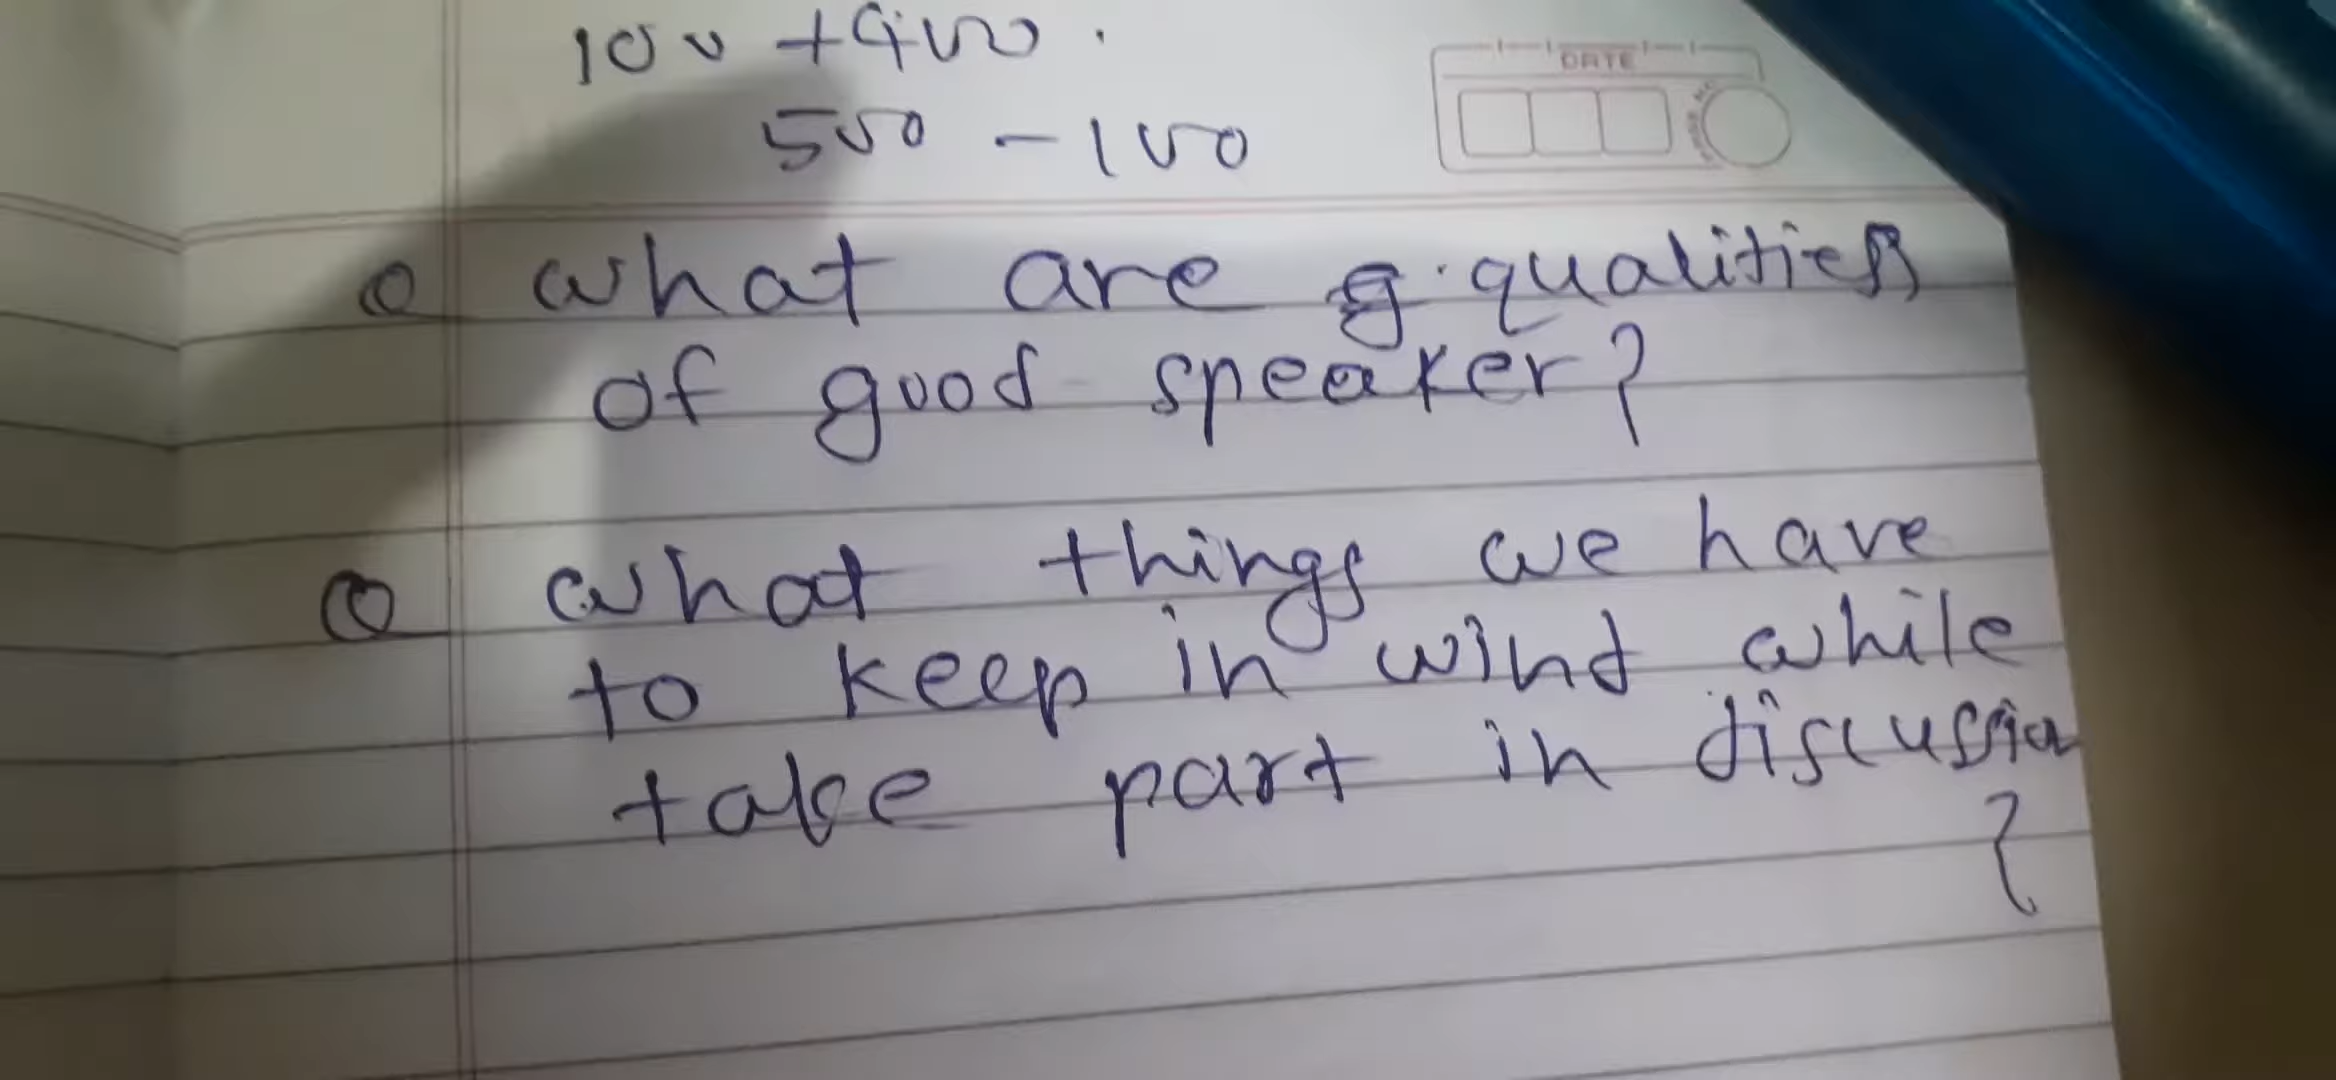 100 + 400.
500 - 100
DATE
Q what are qualities
of good speaker?
Q what things we have
to keep in wind while
take part in discussion
?